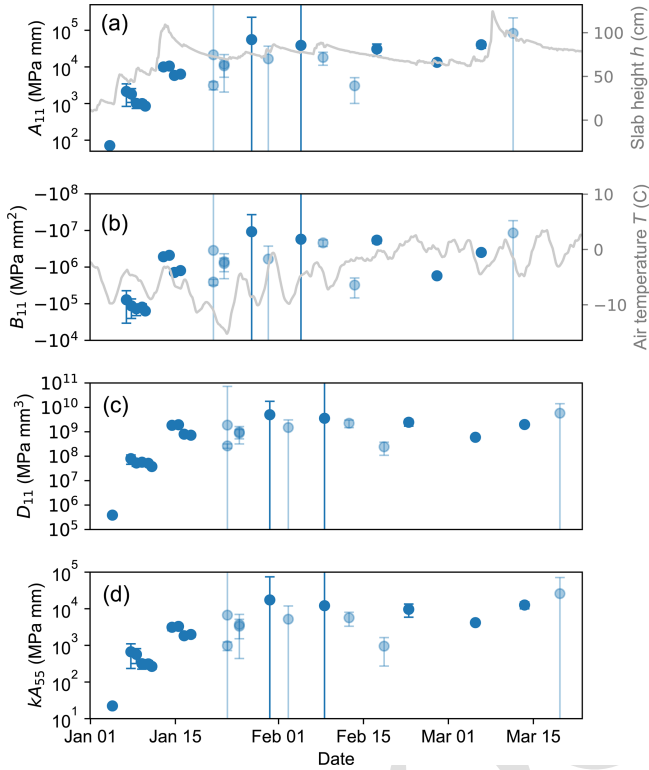 (a)
A11 (MPa mm)
10^5
10^4
10^3
10^2
100
50
0
Slab height h (cm)
(b)
B11 (MPa mm^2)
−10^8
−10^7
−10^6
−10^5
−10^4
10
0
−10
Air temperature T (C)
(c)
D11 (MPa mm^3)
10^11
10^10
10^9
10^8
10^7
10^6
10^5
(d)
kA55 (MPa mm)
10^5
10^4
10^3
10^2
10^1
Jan 01 Jan 15 Feb 01 Feb 15 Mar 01 Mar 15
Date